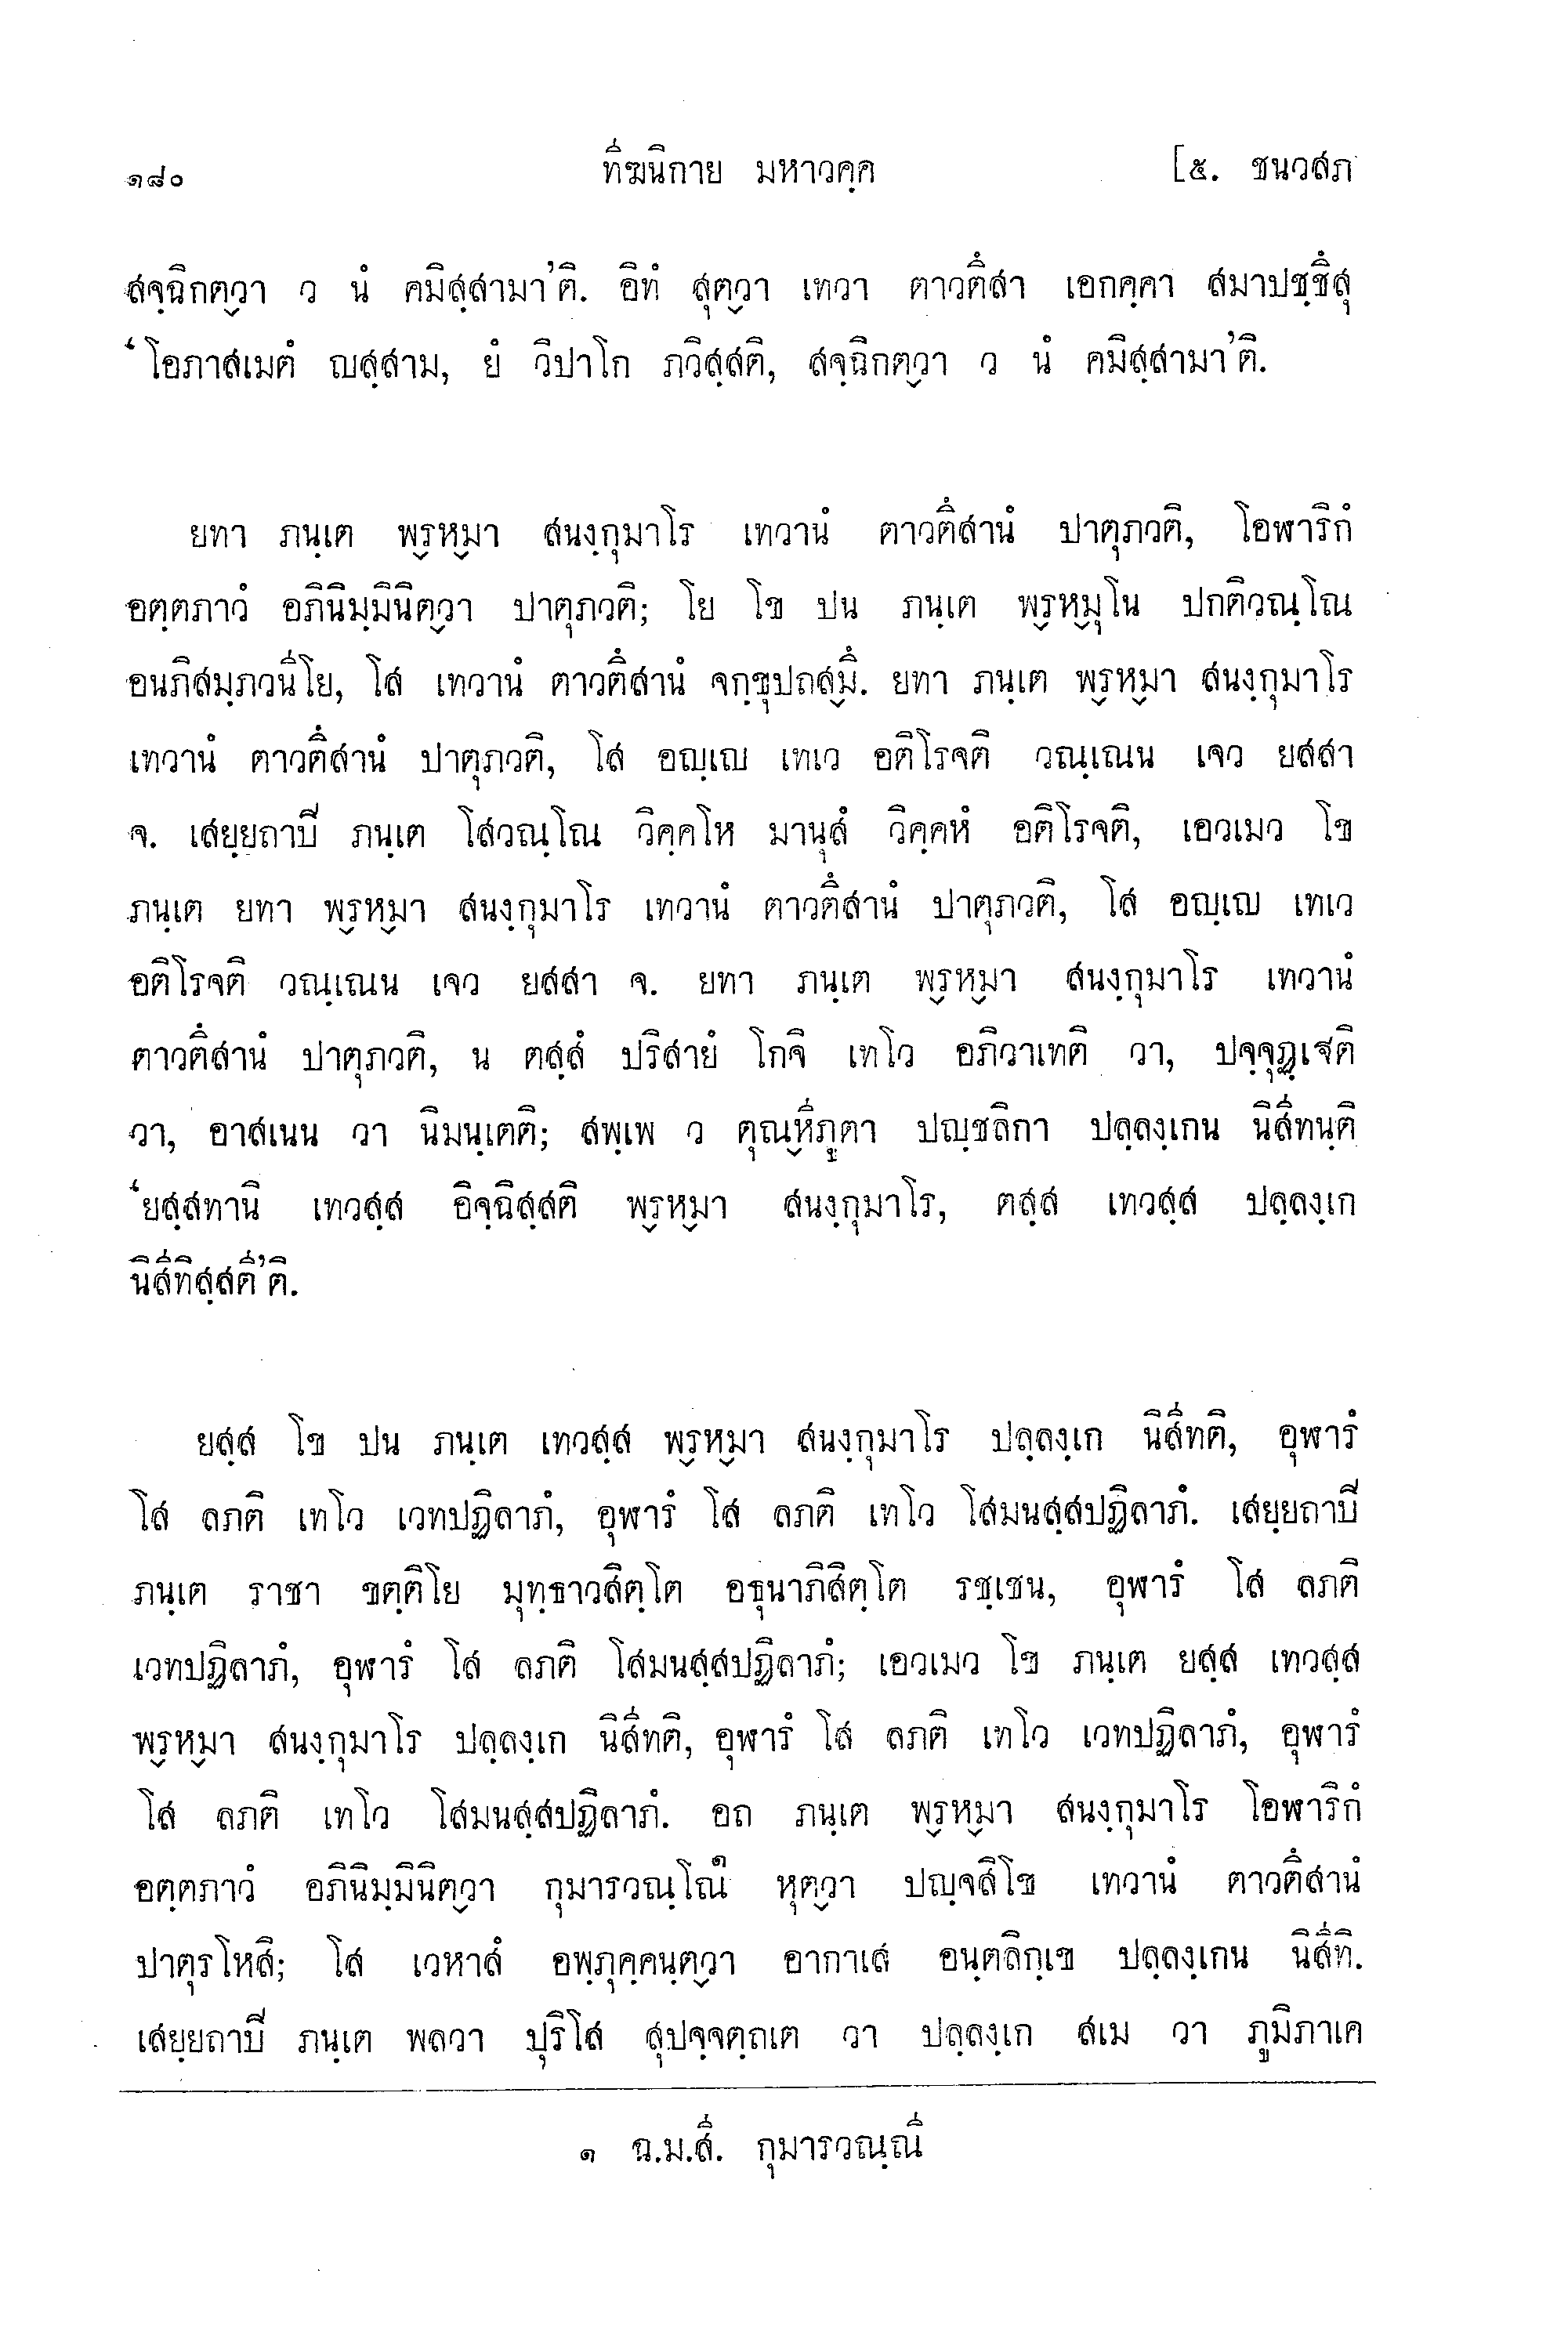 ๑๘๐ ทีฆนิกาย มหาวคฺค [๕. ชนวสภ
สจฺฉิกตฺวา ว นํ คมิสฺสามา'ติ. อิทํ สุตฺวา เทวา ตาวตึสา เอกคฺคา สมาปชฺชึสุ
'โอภาสเมตํ ญสฺสาม, ยํ วิปาโก ภวิสฺสติ, สจฺฉิกตฺวา ว นํ คมิสฺสามา'ติ.
ยทา ภนฺเต พฺรหฺมา สนงฺกุมาโร เทวานํ ตาวตึสานํ ปาตุภวติ, โอฬาริกํ
อตฺตภาวํ อภินิมฺมินิตฺวา ปาตุภวติ; โย โข ปน ภนฺเต พฺรหฺมุโน ปกติวณฺโณ
อนภิสมฺภวนีโย, โส เทวานํ ตาวตึสานํ จกฺขุปถสฺมึ. ยทา ภนฺเต พฺรหฺมา สนงฺกุมาโร
เทวานํ ตาวตึสานํ ปาตุภวติ, โส อญฺเญ เทเว อติโรจติ วณฺเณน เจว ยสสา
จ. เสยฺยถาปิ ภนฺเต โสวณฺโณ วิคฺคโห มานุสํ วิคฺคหํ อติโรจติ, เอวเมว โข
ภนฺเต ยทา พฺรหฺมา สนงฺกุมาโร เทวานํ ตาวตึสานํ ปาตุภวติ, โส อญฺเญ เทเว
อติโรจติ วณฺเณน เจว ยสสา จ. ยทา ภนฺเต พฺรหฺมา สนงฺกุมาโร เทวานํ
ตาวตึสานํ ปาตุภวติ, น ตสฺสํ ปริสายํ โกจิ เทโว อภิวาเทติ วา, ปจฺจุฏฺเฐติ
วา, อาสเนน วา นิมนฺเตติ; สพฺเพ ว ตุณฺหีภูตา ปญฺชลิกา ปลฺลงฺเกน นิสีทนฺติ
'ยสฺสทานิ เทวสฺส อิจฺฉิสฺสติ พฺรหฺมา สนงฺกุมาโร, ตสฺส เทวสฺส ปลฺลงฺเก
นิสีทิสฺสตี'ติ.
ยสฺส โข ปน ภนฺเต เทวสฺส พฺรหฺมา สนงฺกุมาโร ปลฺลงฺเก นิสีทติ, อุฬารํ
โส ลภติ เทโว เวทปฏิลาภํ, อุฬารํ โส ลภติ เทโว โสมนสฺสปฏิลาภํ. เสยฺยถาปิ
ภนฺเต ราชา ขตฺติโย มุทฺธาวสิตฺโต อธุนาภิสิตฺโต รชฺเชน, อุฬารํ โส ลภติ
เวทปฏิลาภํ, อุฬารํ โส ลภติ โสมนสฺสปฏิลาภํ; เอวเมว โข ภนฺเต ยสฺส เทวสฺส
พฺรหฺมา สนงฺกุมาโร ปลฺลงฺเก นิสีทติ, อุฬารํ โส ลภติ เทโว เวทปฏิลาภํ, อุฬารํ
โส ลภติ เทโว โสมนสฺสปฏิลาภํ. อถ ภนฺเต พฺรหฺมา สนงฺกุมาโร โอฬาริกํ
อตฺตภาวํ อภินิมฺมินิตฺวา กุมารวณฺโณ๑ หุตฺวา ปญฺจสิโข เทวานํ ตาวตึสานํ
ปาตุรโหสิ; โส เวหาสํ อพฺภุคฺคนฺตฺวา อากาเส อนฺตลิกฺเข ปลฺลงฺเกน นิสีทิ.
เสยฺยถาปิ ภนฺเต พลวา ปุริโส สุปจฺจตฺถเต วา ปลฺลงฺเก สเม วา ภูมิภาเค
๑ ฉ.ม.สี. กุมารวณฺณี